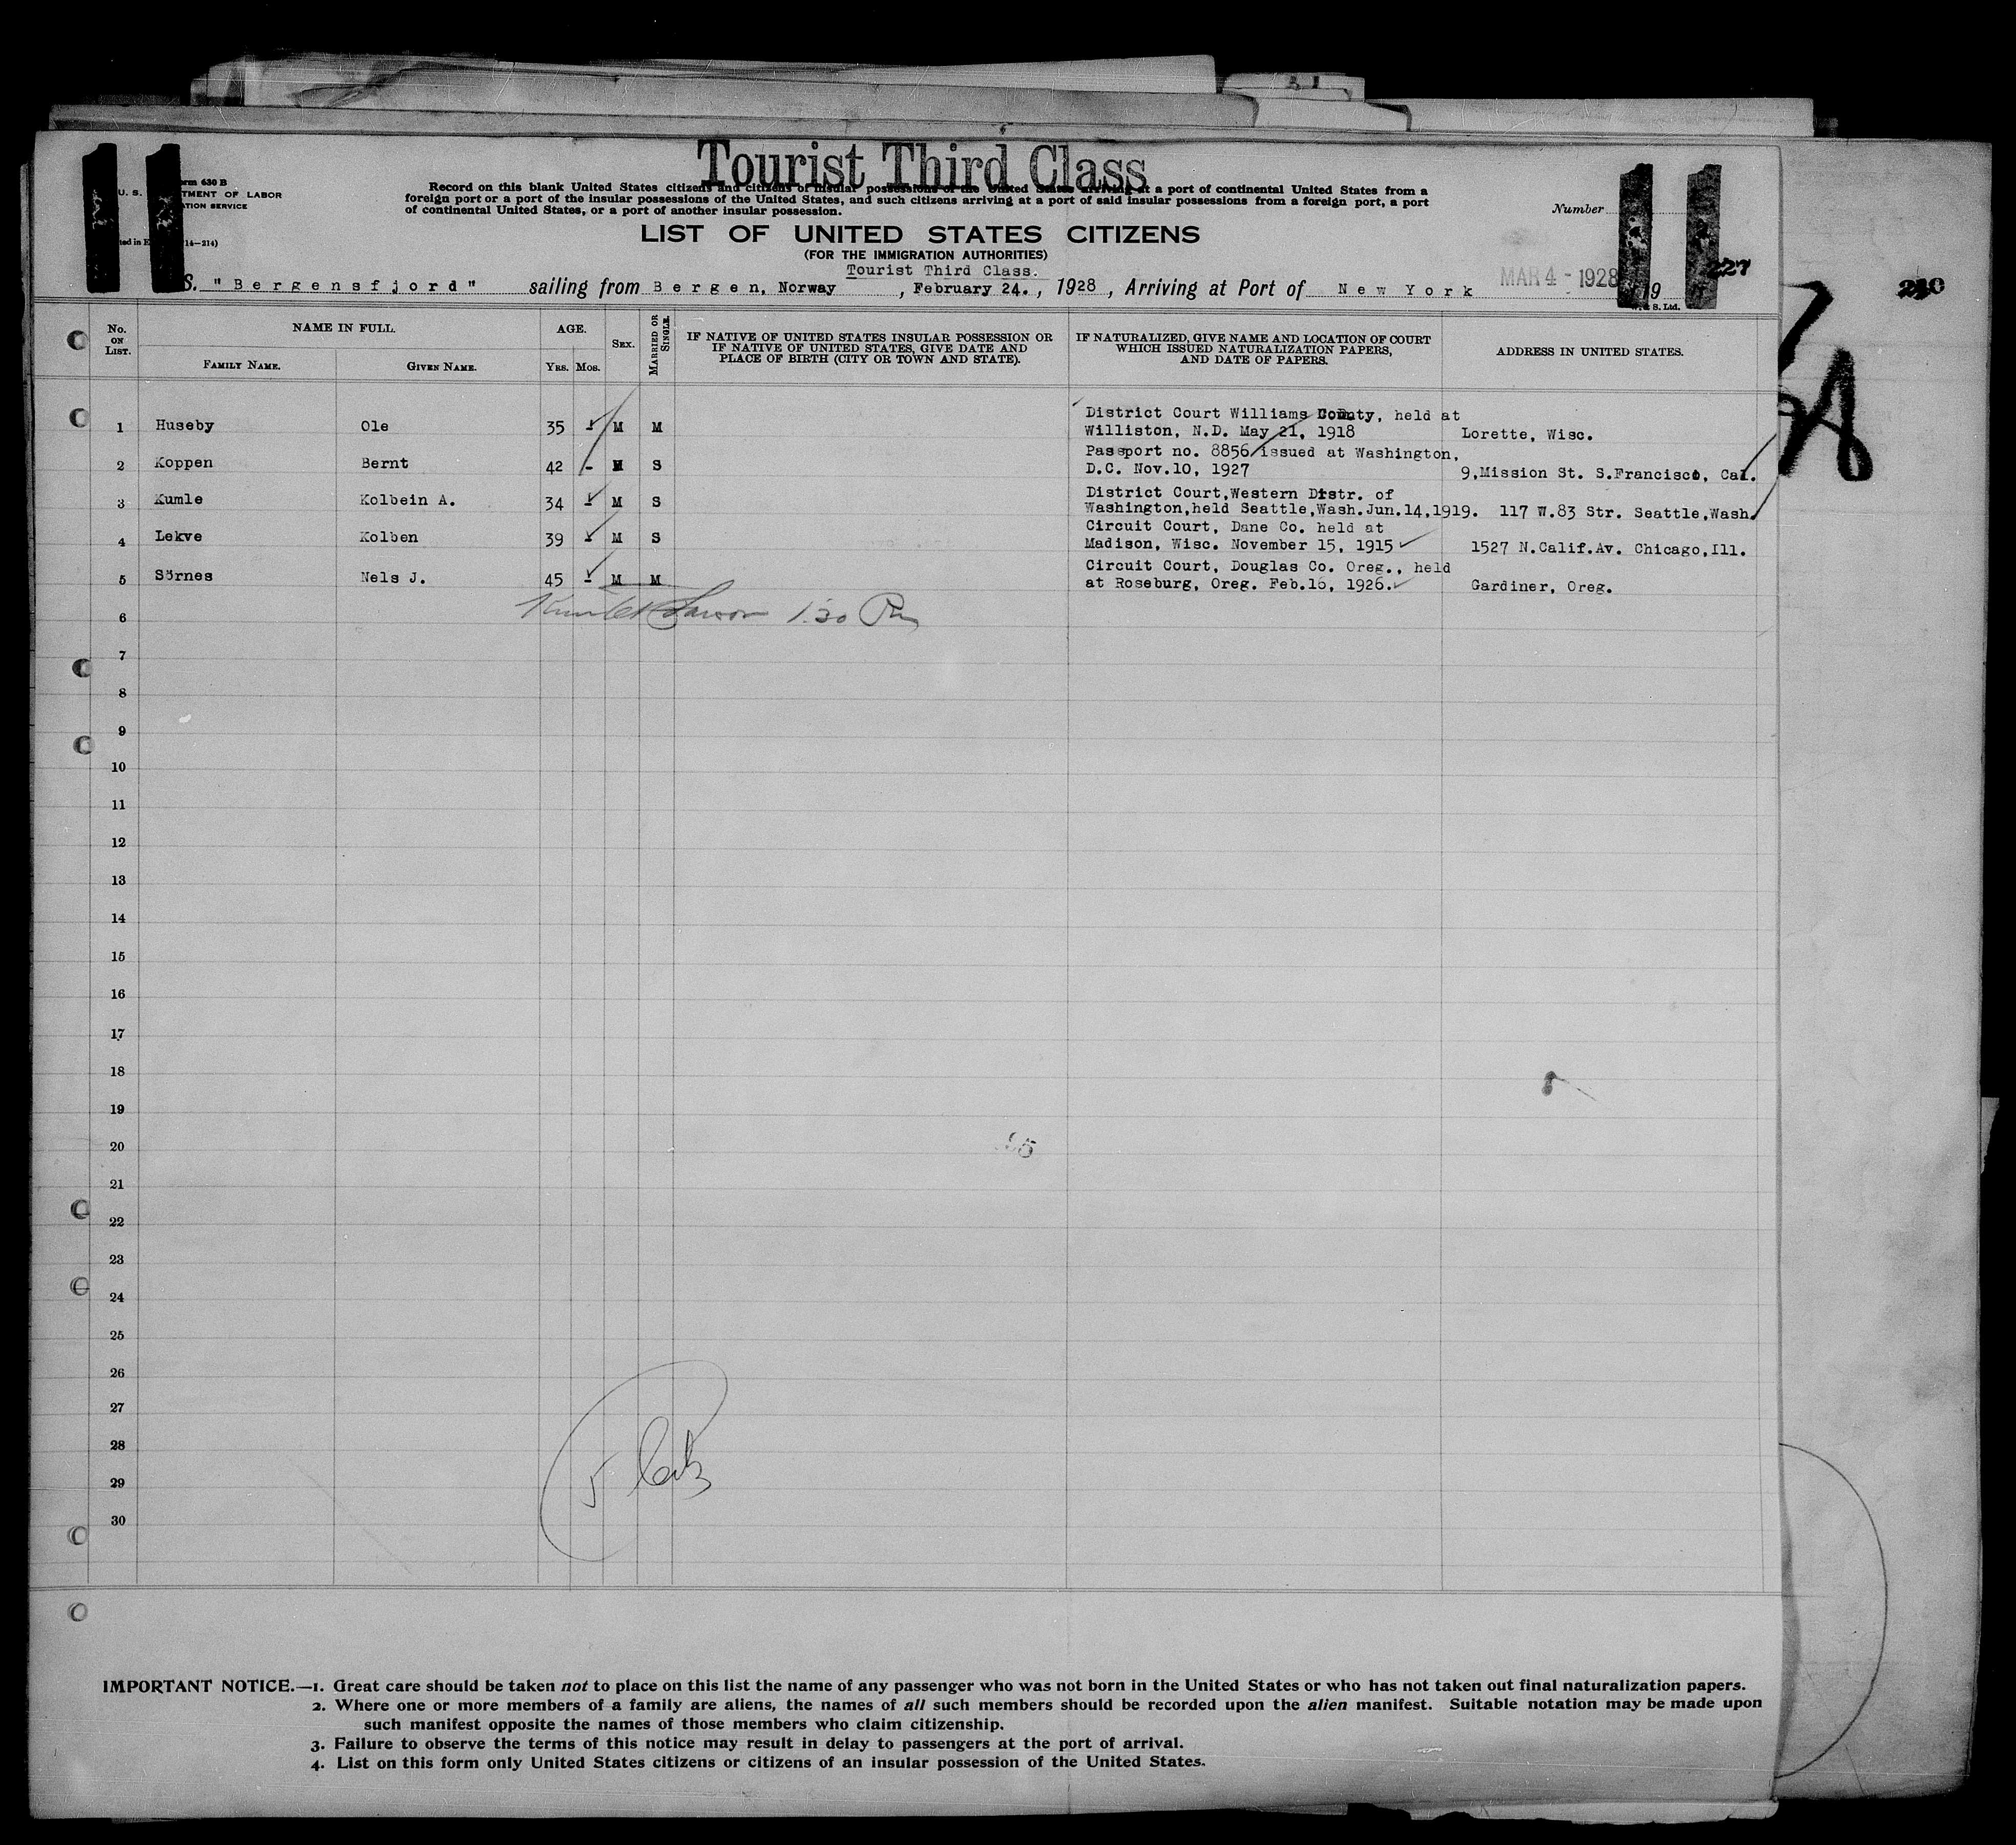 Tourist Third Class
11
11
U. S.
rm 630 B
TMENT OF LABOR
ATION SERVICE
14—214)
Record on this blank United States citizens and citizens of insular possessions of the United States arriving at a port of continental United States from a
foreign port or a port of the insular possessions of the United States, and such citizens arriving at a port of said insular possessions from a foreign port, a port
of continental United States, or a port of another insular possession.
Number
LIST OF UNITED STATES CITIZENS
(FOR THE IMMIGRATION AUTHORITIES)
Tourist Third Class.
S. "Bergensfjord" sailing from Bergen, Norway, February 24., 1928, Arriving at Port of New York MAR 4 - 1928 19
227
210
No. ON LIST.
NAME IN FULL.
FAMILY NAME. GIVEN NAME.
AGE.
YRS. MOS.
SEX.
MARRIED OR SINGLE.
IF NATIVE OF UNITED STATES INSULAR POSSESSION OR
IF NATIVE OF UNITED STATES, GIVE DATE AND
PLACE OF BIRTH (CITY OR TOWN AND STATE).
IF NATURALIZED, GIVE NAME AND LOCATION OF COURT
WHICH ISSUED NATURALIZATION PAPERS,
AND DATE OF PAPERS.
ADDRESS IN UNITED STATES.
District Court Williams County, held at
1 Huseby Ole 35 - M M Williston, N.D. May 21, 1918 Lorette, Wisc.
Passport no. 8856 issued at Washington,
2 Koppen Bernt 42 - M S D.C. Nov.10, 1927 9,Mission St. S.Francisco, Cal.
District Court,Western Distr. of
3 Kumle Kolbein A. 34 - M S Washington,held Seattle,Wash.Jun.14,1919. 117 W.83 Str. Seattle,Wash.
Circuit Court, Dane Co. held at
4 Lekve Kolben 39 - M S Madison, Wisc. November 15, 1915 1527 N.Calif.Av. Chicago,Ill.
Circuit Court, Douglas Co. Oreg., held
5 Sörnes Nels J. 45 - M M at Roseburg, Oreg. Feb.16, 1926. Gardiner, Oreg.
1.30 Pm
6
7
8
9
10
11
12
13
14
15
16
17
18
19
20
21
22
23
24
25
26
27
28
29
30
5
IMPORTANT NOTICE.—1. Great care should be taken not to place on this list the name of any passenger who was not born in the United States or who has not taken out final naturalization papers.
2. Where one or more members of a family are aliens, the names of all such members should be recorded upon the alien manifest. Suitable notation may be made upon
such manifest opposite the names of those members who claim citizenship.
3. Failure to observe the terms of this notice may result in delay to passengers at the port of arrival.
4. List on this form only United States citizens or citizens of an insular possession of the United States.